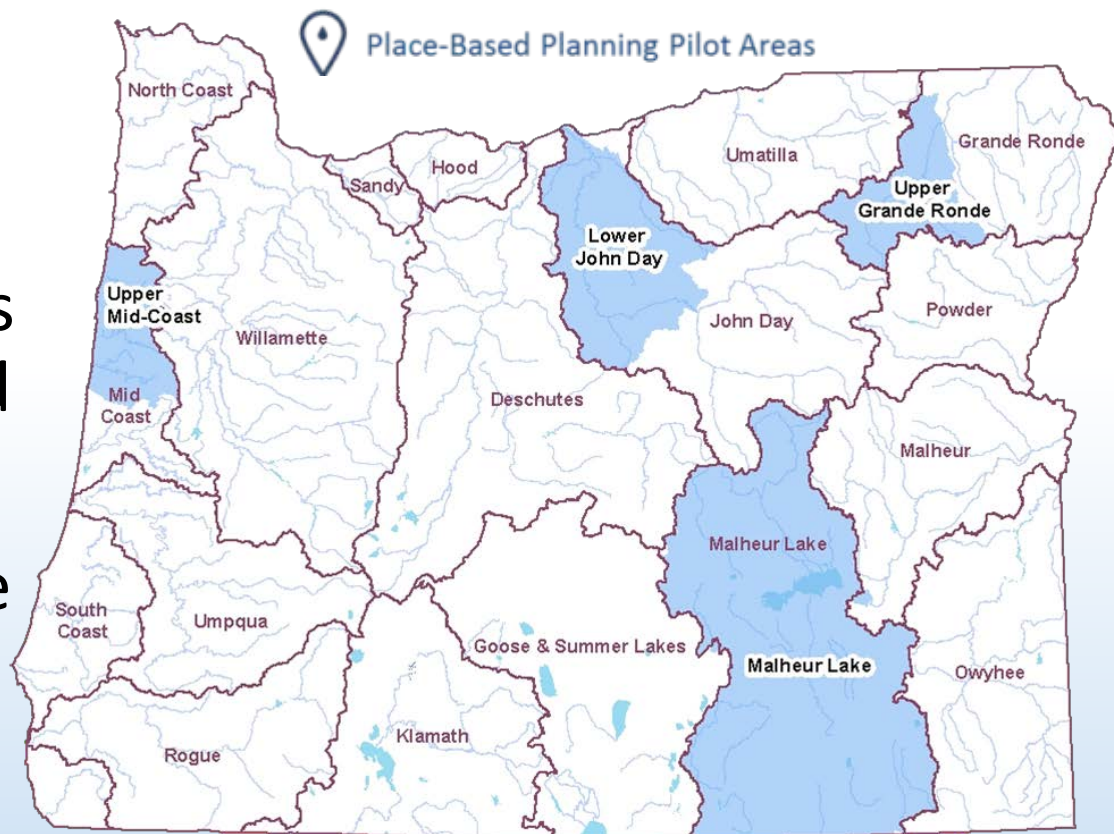 Place-Based Planning Pilot Areas
North Coast
Hood
Sandy
Umatilla
Grande Ronde
Upper
Grande Ronde
Lower
John Day
Upper
Mid-Coast
Willamette
John Day
Powder
Mid
Coast
Deschutes
Malheur
Malheur Lake
South
Coast
Umpqua
Goose & Summer Lakes
Malheur Lake
Owyhee
Rogue
Klamath
s
d
e